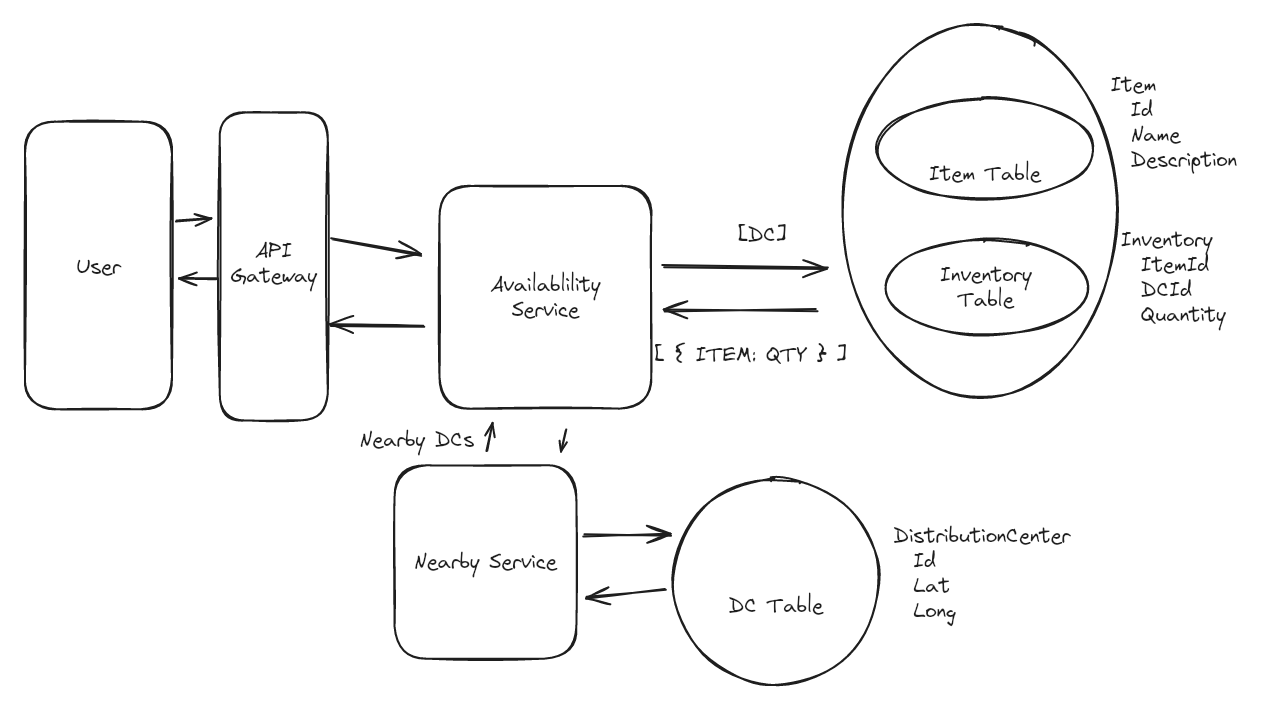 User
API
Gateway
Availablility
Service
[DC]
[ { ITEM: QTY } ]
Item Table
Inventory
Table
Item
Id
Name
Description
Inventory
ItemId
DCId
Quantity
Nearby DCs
Nearby Service
DC Table
DistributionCenter
Id
Lat
Long